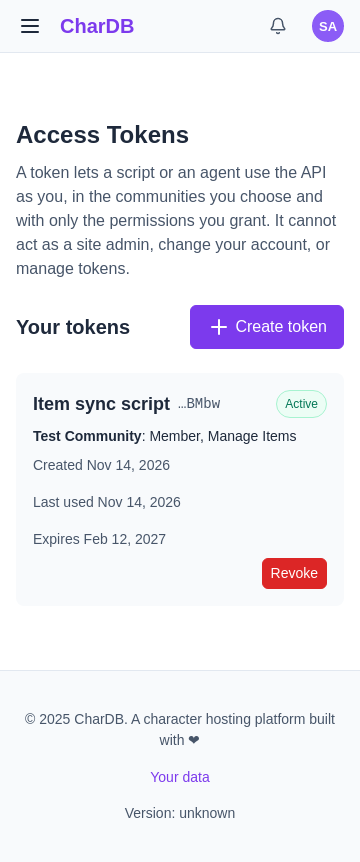 CharDB
SA
Access Tokens
A token lets a script or an agent use the API
as you, in the communities you choose and
with only the permissions you grant. It cannot
act as a site admin, change your account, or
manage tokens.
Your tokens
Create token
Item sync script …BMbw
Active
Test Community: Member, Manage Items
Created Nov 14, 2026
Last used Nov 14, 2026
Expires Feb 12, 2027
Revoke
© 2025 CharDB. A character hosting platform built
with ❤
Your data
Version: unknown